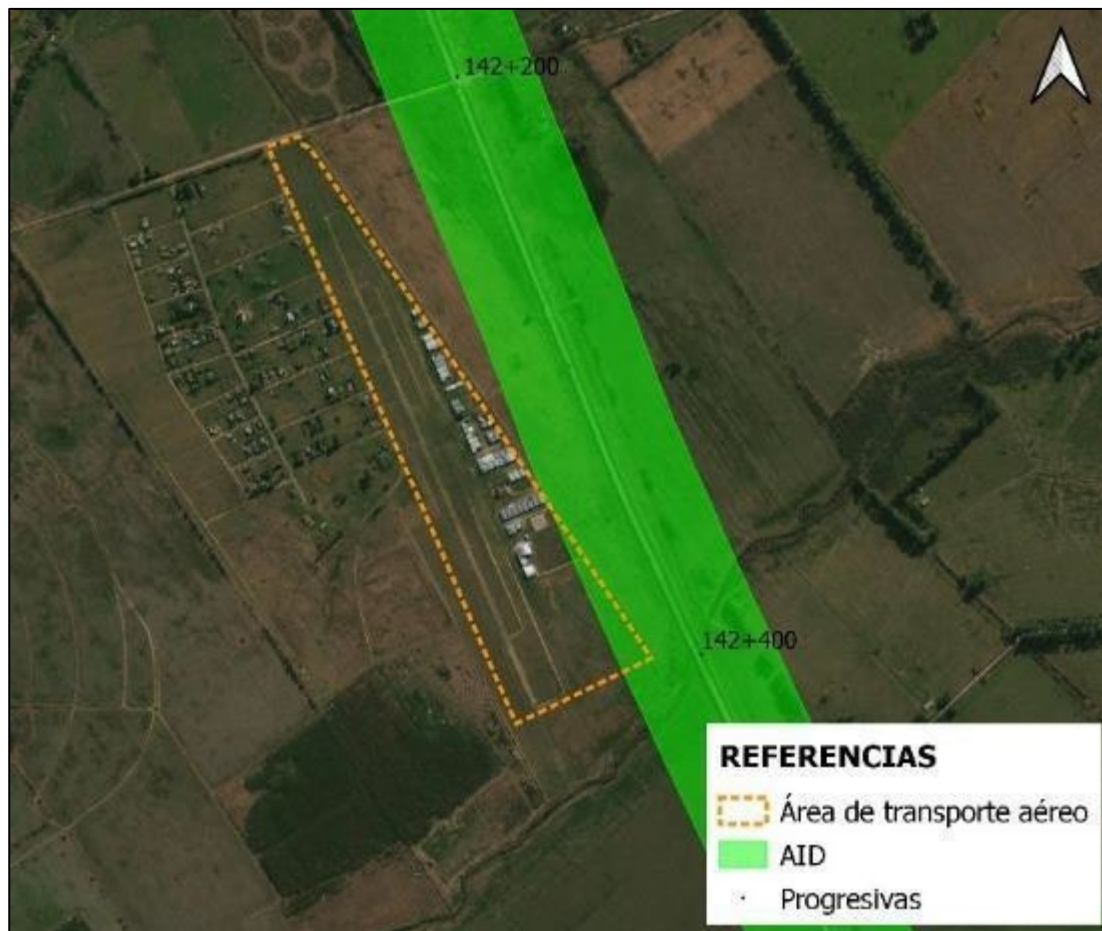 142+200
142+400
REFERENCIAS
Área de transporte aéreo
AID
Progresivas